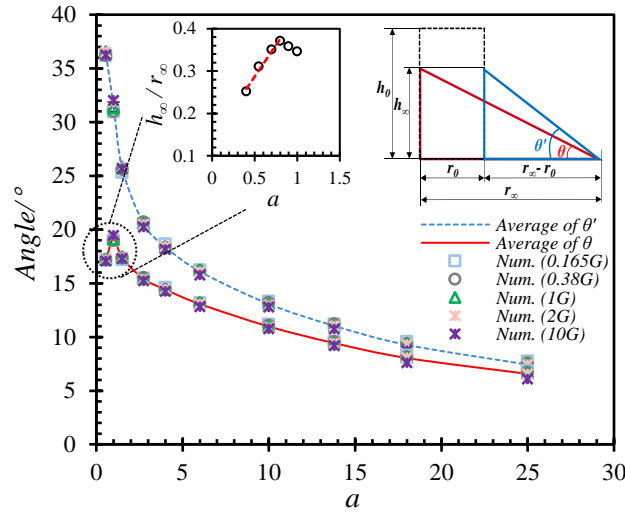 Angle/°
40
35
30
25
20
15
10
5
0
0 5 10 15 20 25 30
a
h∞ / r∞
0.4
0.3
0.2
0.1
0 0.5 1 1.5
a
h0
h∞
θ' θ
r0 r∞- r0
r∞
Average of θ'
Average of θ
Num. (0.165G)
Num. (0.38G)
Num. (1G)
Num. (2G)
Num. (10G)